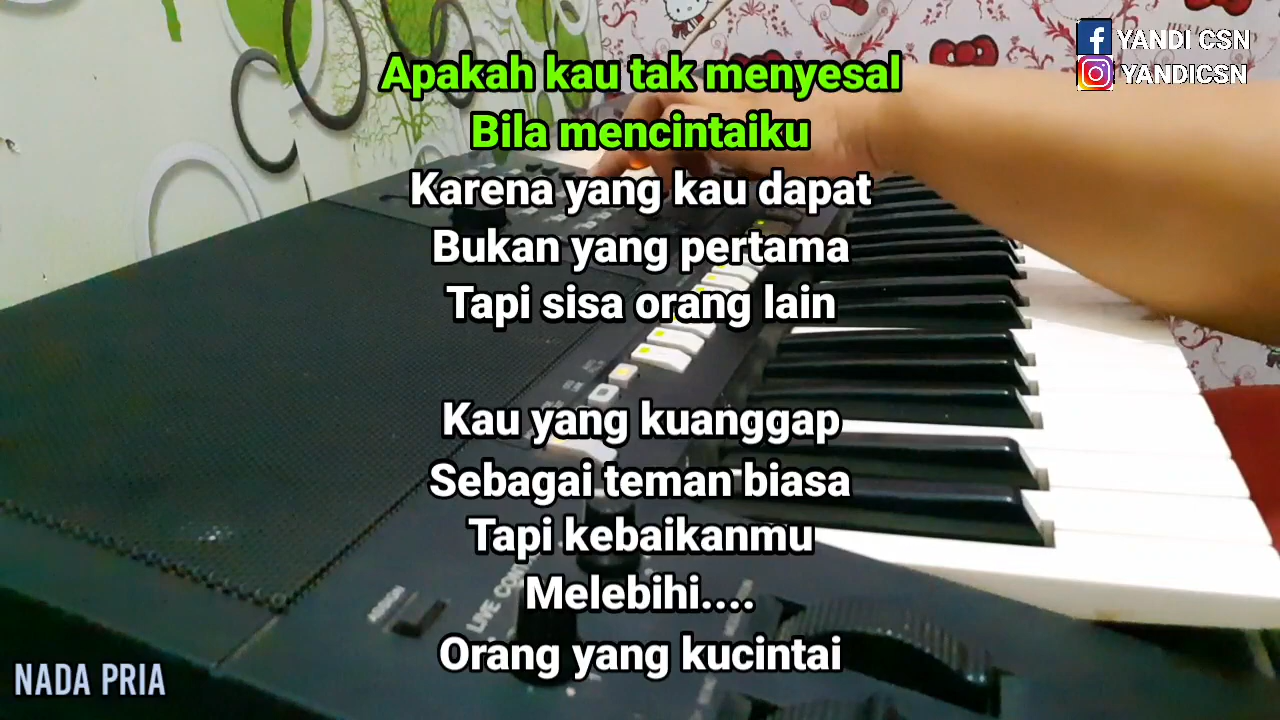 YANDI CSN
YANDICSN
Apakah kau tak menyesal
Bila mencintaiku
Karena yang kau dapat
Bukan yang pertama
Tapi sisa orang lain
Kau yang kuanggap
Sebagai teman biasa
Tapi kebaikanmu
Melebihi....
Orang yang kucintai
ASSIGN
NADA PRIA